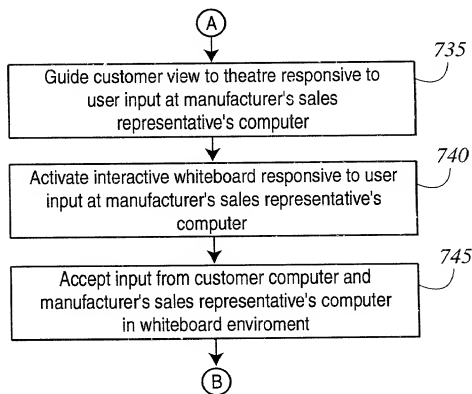 A
735
Guide customer view to theatre responsive to
user input at manufacturer's sales
representative's computer
740
Activate interactive whiteboard responsive to user
input at manufacturer's sales representative's
computer
745
Accept input from customer computer and
manufacturer's sales representative's computer
in whiteboard enviroment
B